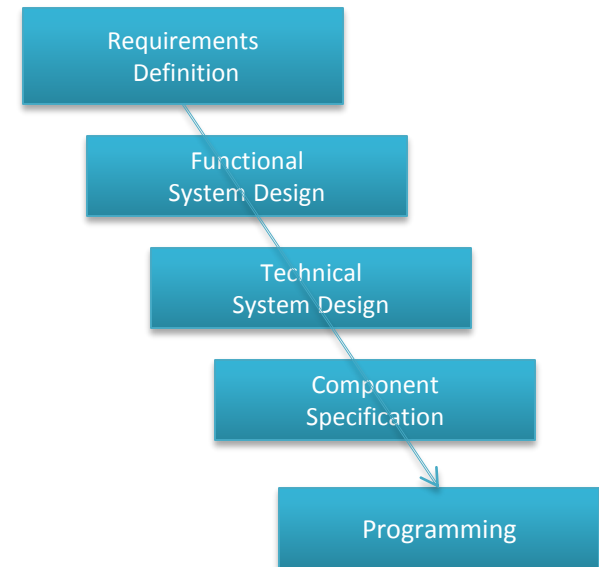 Requirements
Definition
Functional
System Design
Technical
System Design
Component
Specification
Programming